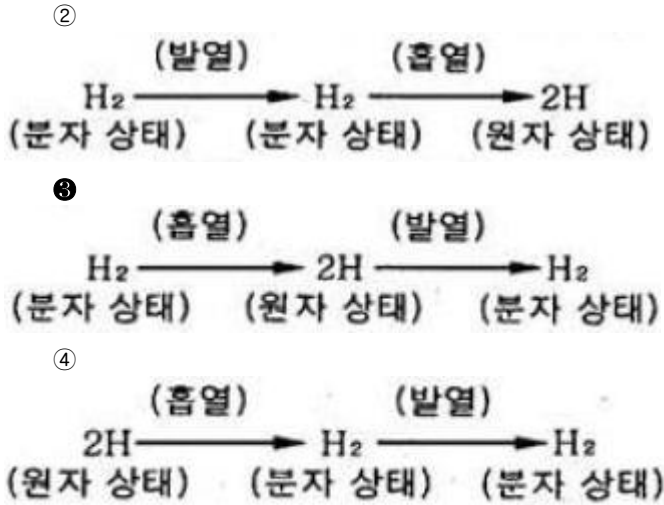 ②
(발열) (흡열)
H₂ ⟶ H₂ ⟶ 2H
(분자 상태) (분자 상태) (원자 상태)
❸
(흡열) (발열)
H₂ ⟶ 2H ⟶ H₂
(분자 상태) (원자 상태) (분자 상태)
④
(흡열) (발열)
2H ⟶ H₂ ⟶ H₂
(원자 상태) (분자 상태) (분자 상태)